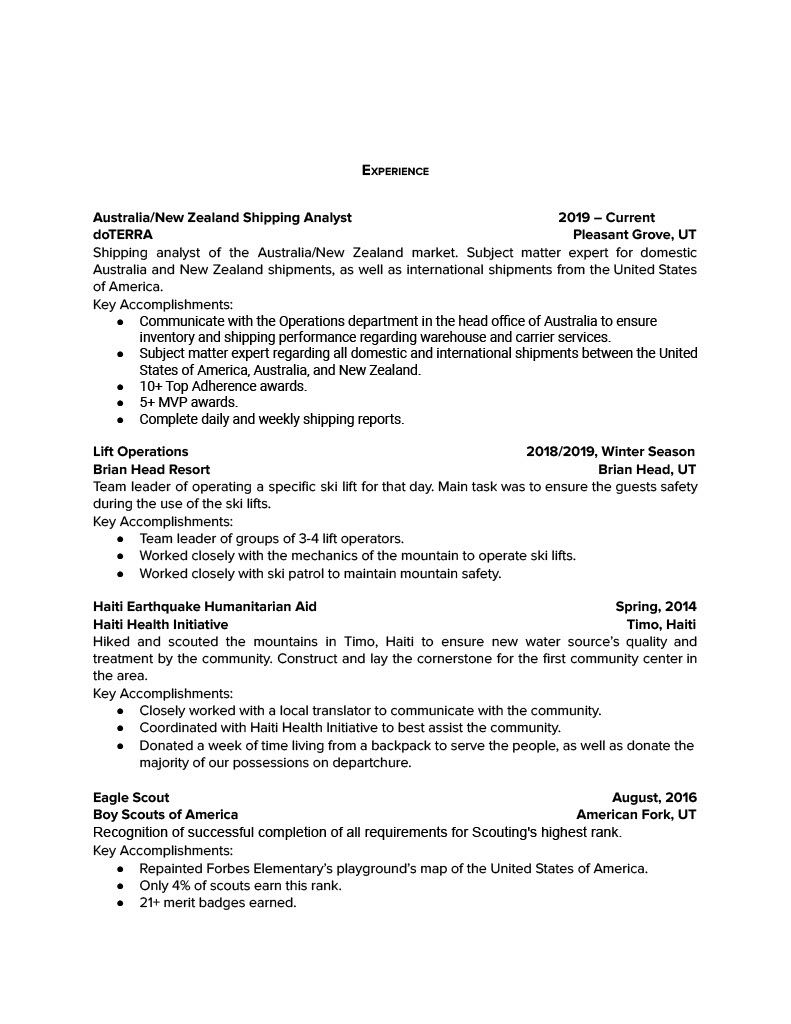 Experience
Australia/New Zealand Shipping Analyst 2019 – Current
doTERRA Pleasant Grove, UT
Shipping analyst of the Australia/New Zealand market. Subject matter expert for domestic
Australia and New Zealand shipments, as well as international shipments from the United States
of America.
Key Accomplishments:
● Communicate with the Operations department in the head office of Australia to ensure
inventory and shipping performance regarding warehouse and carrier services.
● Subject matter expert regarding all domestic and international shipments between the United
States of America, Australia, and New Zealand.
● 10+ Top Adherence awards.
● 5+ MVP awards.
● Complete daily and weekly shipping reports.
Lift Operations 2018/2019, Winter Season
Brian Head Resort Brian Head, UT
Team leader of operating a specific ski lift for that day. Main task was to ensure the guests safety
during the use of the ski lifts.
Key Accomplishments:
● Team leader of groups of 3-4 lift operators.
● Worked closely with the mechanics of the mountain to operate ski lifts.
● Worked closely with ski patrol to maintain mountain safety.
Haiti Earthquake Humanitarian Aid Spring, 2014
Haiti Health Initiative Timo, Haiti
Hiked and scouted the mountains in Timo, Haiti to ensure new water source's quality and
treatment by the community. Construct and lay the cornerstone for the first community center in
the area.
Key Accomplishments:
● Closely worked with a local translator to communicate with the community.
● Coordinated with Haiti Health Initiative to best assist the community.
● Donated a week of time living from a backpack to serve the people, as well as donate the
majority of our possessions on departchure.
Eagle Scout August, 2016
Boy Scouts of America American Fork, UT
Recognition of successful completion of all requirements for Scouting's highest rank.
Key Accomplishments:
● Repainted Forbes Elementary's playground's map of the United States of America.
● Only 4% of scouts earn this rank.
● 21+ merit badges earned.